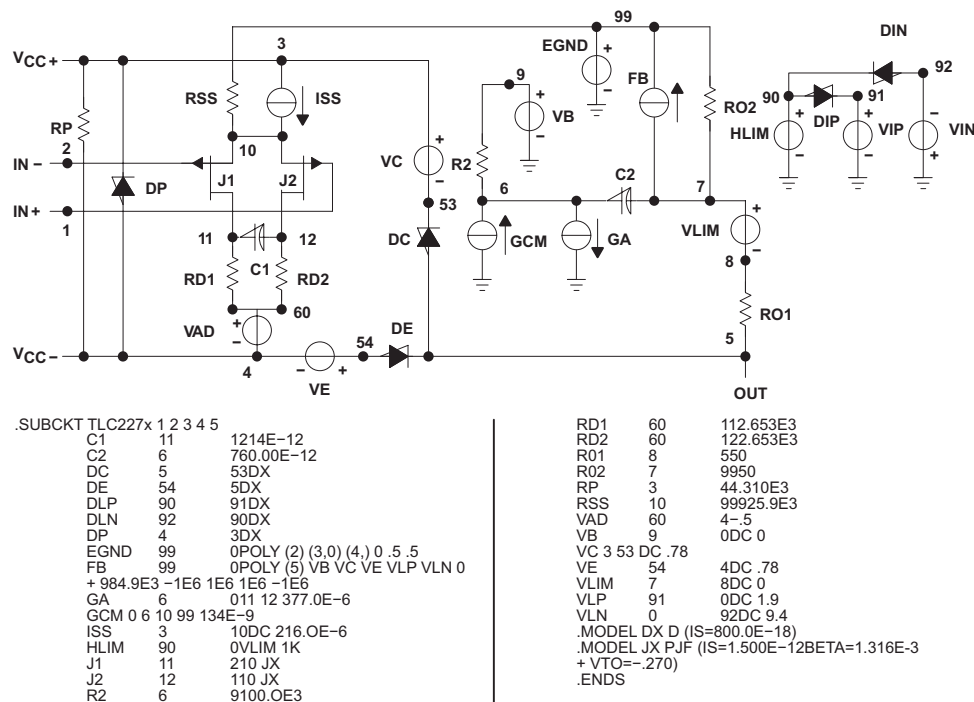 99
DIN
3
EGND
92
VCC+
9
FB
RSS
ISS
RO2
90
91
RP
VB
HLIM
DIP
VIP
VIN
2
10
VC
R2
IN−
J1
J2
C2
DP
6
7
IN+
53
1
11
12
DC
GCM
GA
VLIM
C1
8
RD1
RD2
60
RO1
VAD
DE
54
5
VCC−
4
VE
OUT
.SUBCKT TLC227x 1 2 3 4 5
C1 11 1214E−12
C2 6 760.00E−12
DC 5 53DX
DE 54 5DX
DLP 90 91DX
DLN 92 90DX
DP 4 3DX
EGND 99 0POLY (2) (3,0) (4,) 0 .5 .5
FB 99 0POLY (5) VB VC VE VLP VLN 0
+ 984.9E3 −1E6 1E6 1E6 −1E6
GA 6 011 12 377.0E−6
GCM 0 6 10 99 134E−9
ISS 3 10DC 216.OE−6
HLIM 90 0VLIM 1K
J1 11 210 JX
J2 12 110 JX
R2 6 9100.OE3
RD1 60 112.653E3
RD2 60 122.653E3
R01 8 550
R02 7 9950
RP 3 44.310E3
RSS 10 99925.9E3
VAD 60 4−.5
VB 9 0DC 0
VC 3 53 DC .78
VE 54 4DC .78
VLIM 7 8DC 0
VLP 91 0DC 1.9
VLN 0 92DC 9.4
.MODEL DX D (IS=800.0E−18)
.MODEL JX PJF (IS=1.500E−12BETA=1.316E-3
+ VTO=−.270)
.ENDS